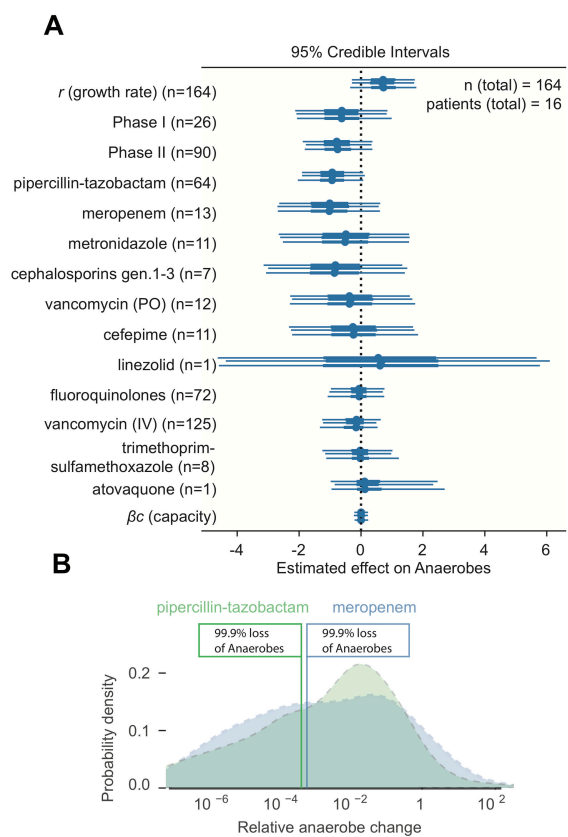 A
95% Credible Intervals
n (total) = 164
patients (total) = 16
r (growth rate) (n=164)
Phase I (n=26)
Phase II (n=90)
pipercillin-tazobactam (n=64)
meropenem (n=13)
metronidazole (n=11)
cephalosporins gen.1-3 (n=7)
vancomycin (PO) (n=12)
cefepime (n=11)
linezolid (n=1)
fluoroquinolones (n=72)
vancomycin (IV) (n=125)
trimethoprim-
sulfamethoxazole (n=8)
atovaquone (n=1)
βc (capacity)
-4 -2 0 2 4 6
Estimated effect on Anaerobes
B
pipercillin-tazobactam meropenem
99.9% loss
of Anaerobes
99.9% loss
of Anaerobes
Probability density
0.2
0.1
0.0
10⁻⁶ 10⁻⁴ 10⁻² 1 10²
Relative anaerobe change